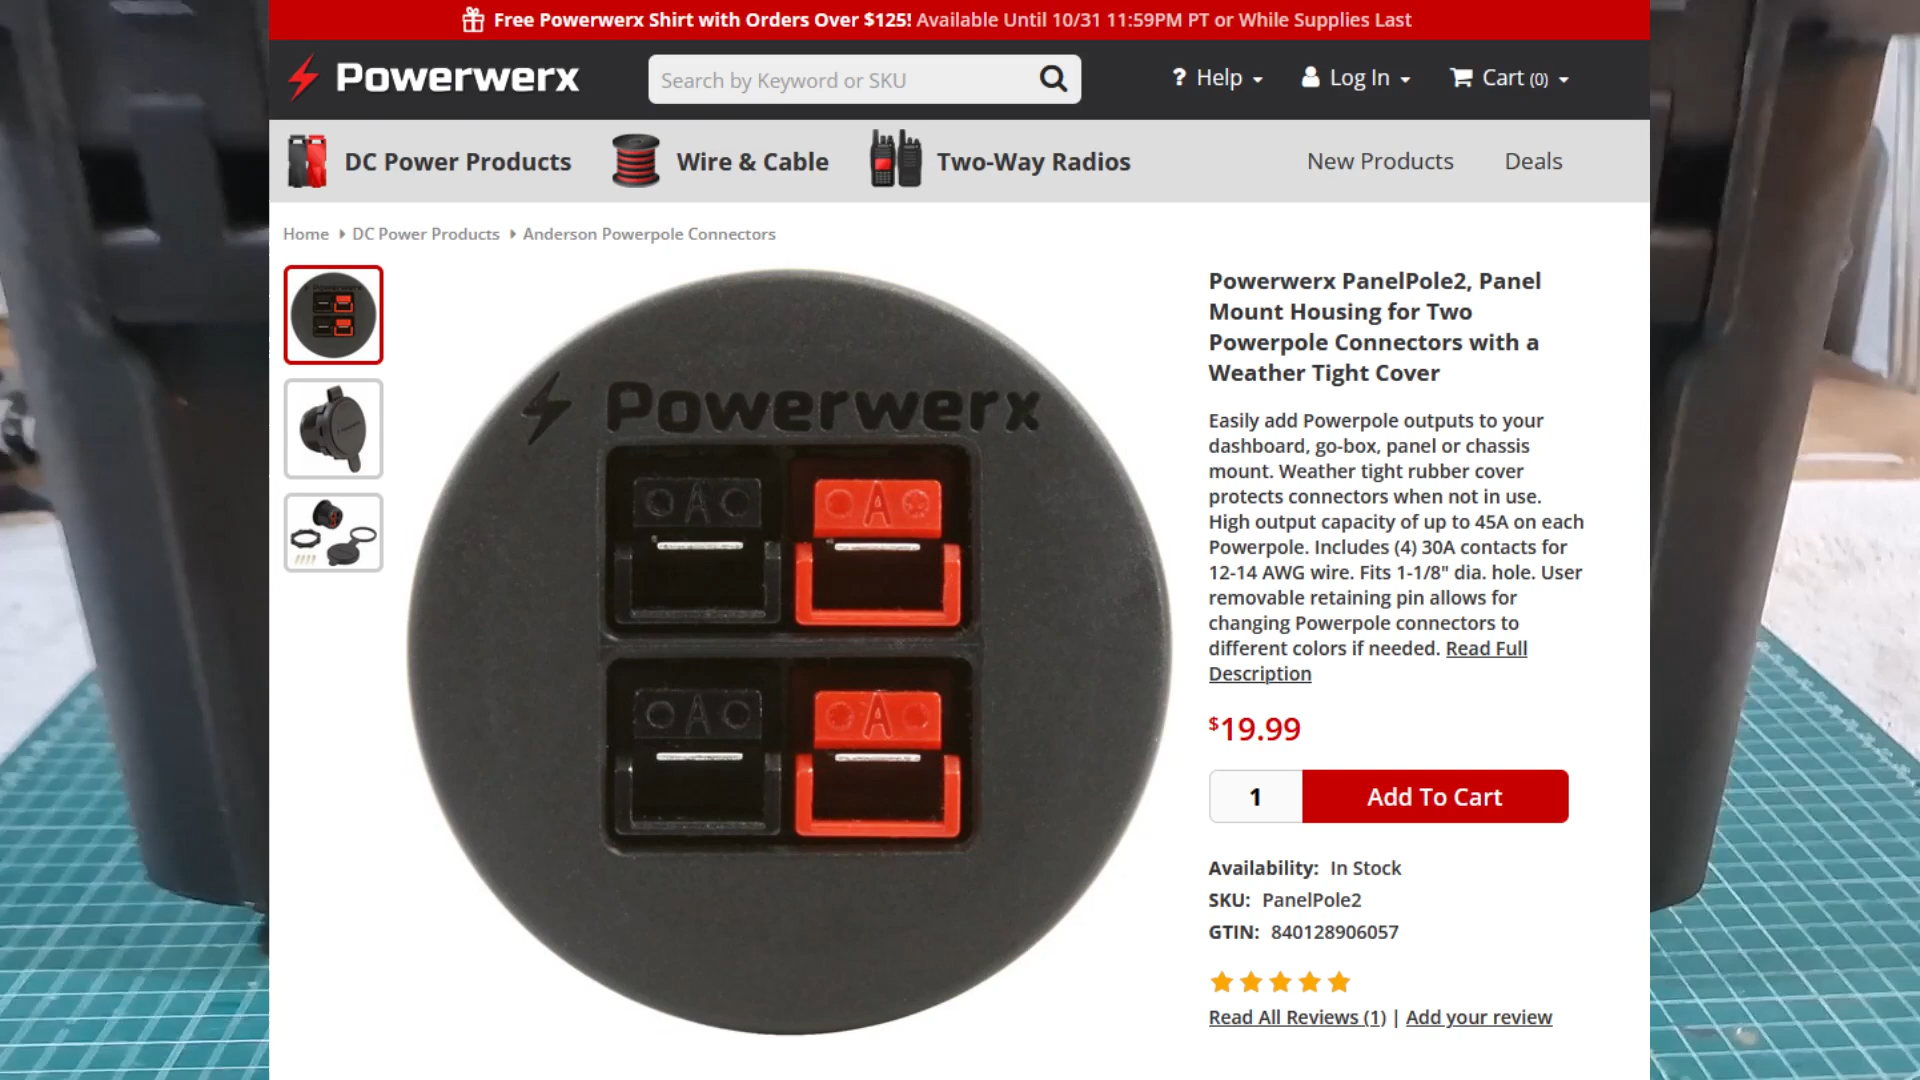 Free Powerwerx Shirt with Orders Over $125! Available Until 10/31 11:59PM PT or While Supplies Last
Powerwerx
Search by Keyword or SKU
? Help
Log In
Cart (0)
DC Power Products
Wire & Cable
Two-Way Radios
New Products
Deals
Home
DC Power Products
Anderson Powerpole Connectors
Powerwerx
A
A
A
A
Powerwerx PanelPole2, Panel
Mount Housing for Two
Powerpole Connectors with a
Weather Tight Cover
Easily add Powerpole outputs to your
dashboard, go-box, panel or chassis
mount. Weather tight rubber cover
protects connectors when not in use.
High output capacity of up to 45A on each
Powerpole. Includes (4) 30A contacts for
12-14 AWG wire. Fits 1-1/8" dia. hole. User
removable retaining pin allows for
changing Powerpole connectors to
different colors if needed. Read Full
Description
$19.99
1
Add To Cart
Availability: In Stock
SKU: PanelPole2
GTIN: 840128906057
Read All Reviews (1) | Add your review